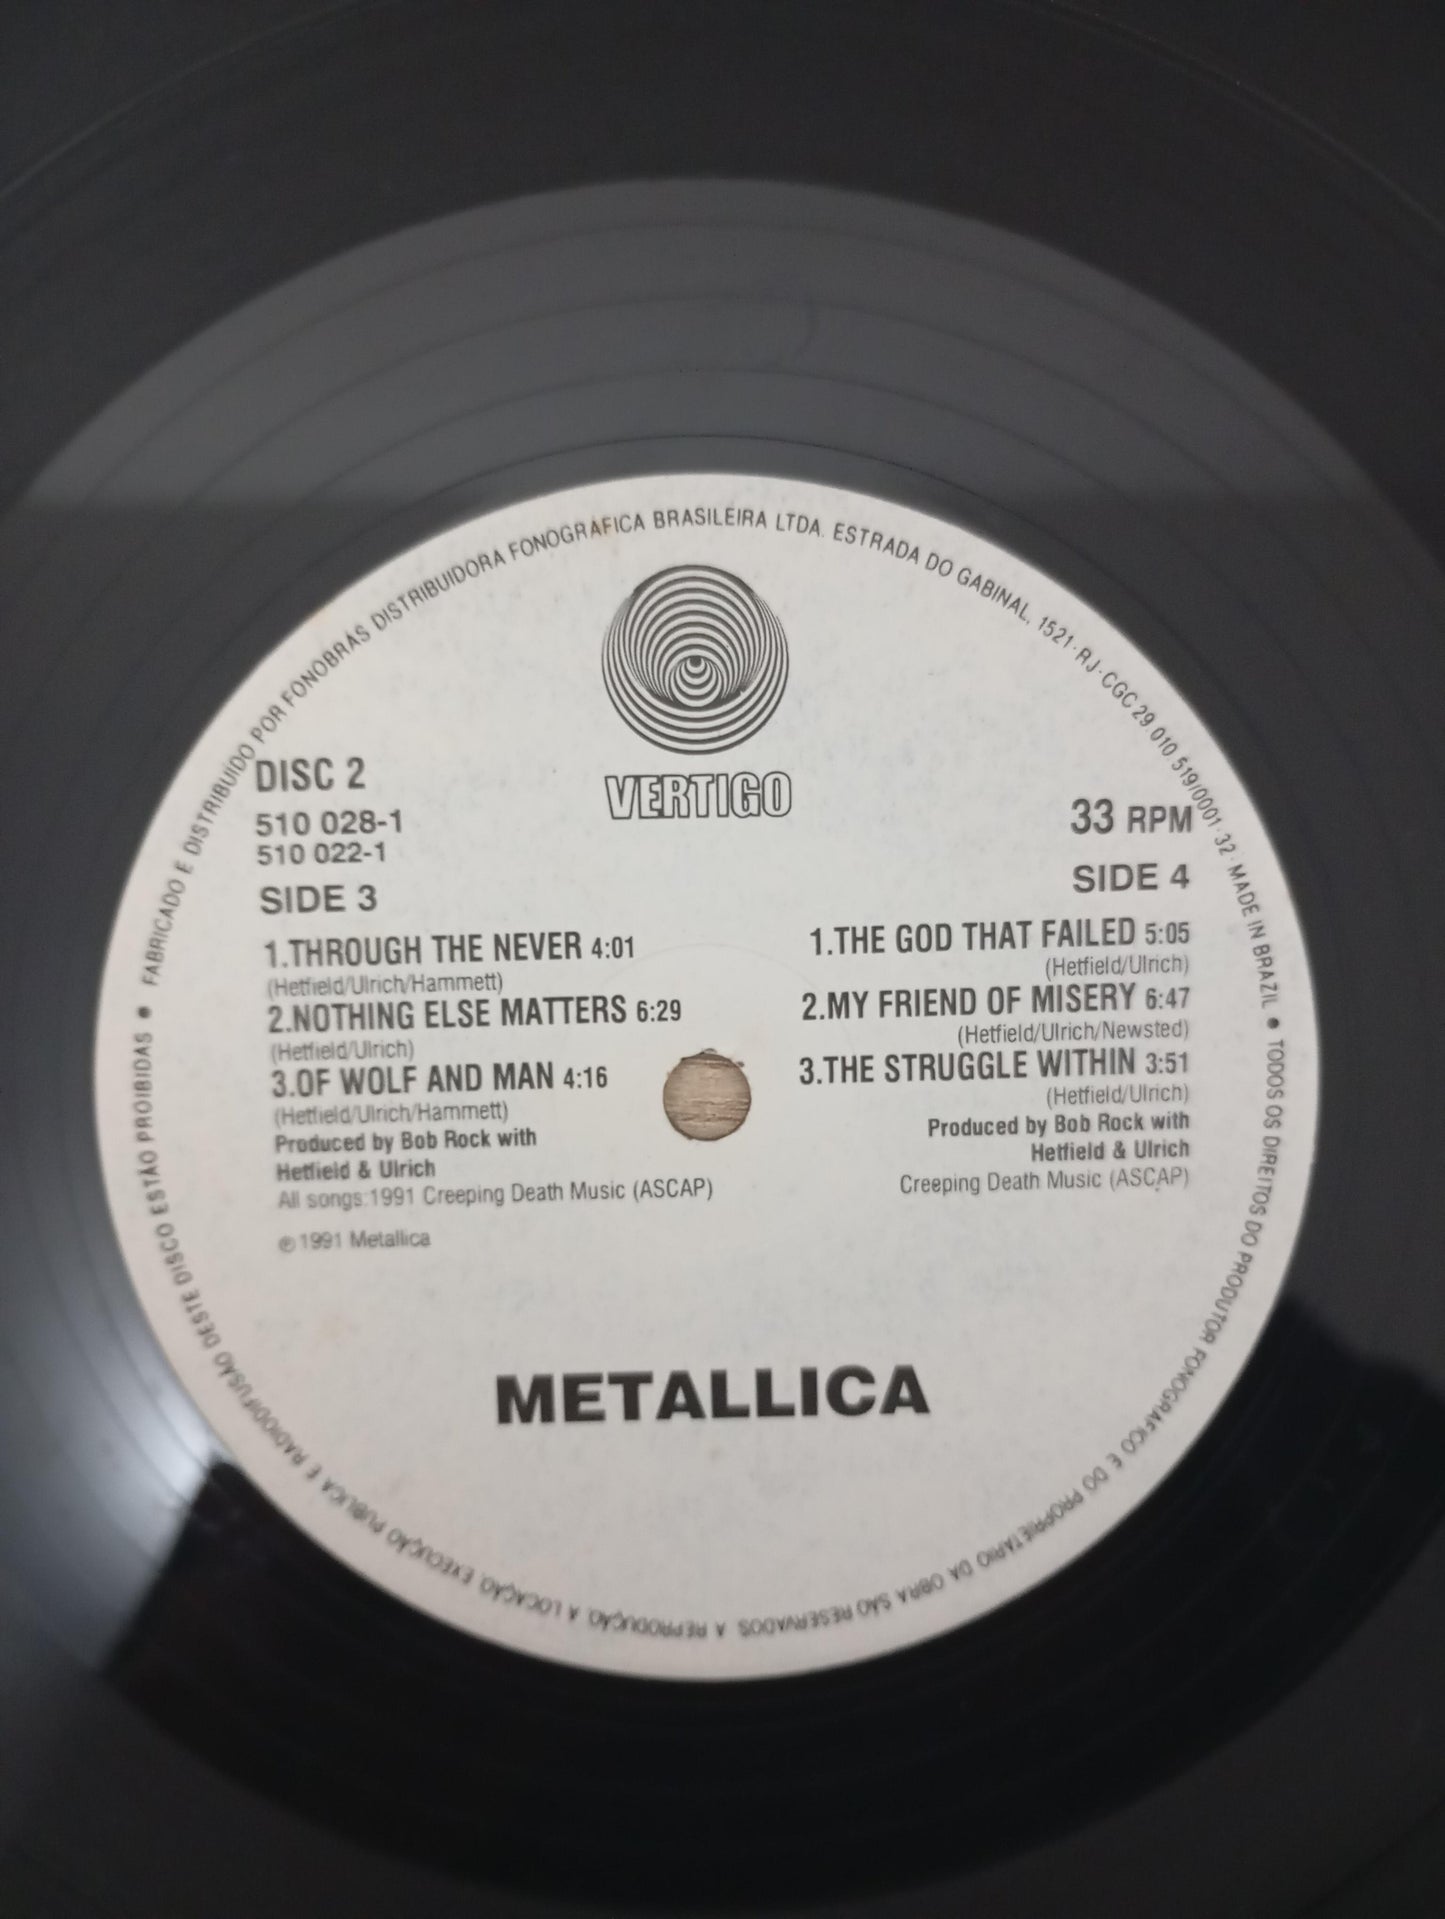 FABRICADO E DISTRIBUÍDO POR FONOBRÁS DISTRIBUIDORA FONOGRÁFICA BRASILEIRA LTDA. ESTRADA DO GABINAL, 1521·RJ·CGC 29 010 519/0001·32·MADE IN BRAZIL ● TODOS OS DIREITOS DO PRODUTOR FONOGRÁFICO E DO PROPRIETÁRIO DA OBRA SÃO RESERVADOS A REPRODUÇÃO, A LOCAÇÃO, EXECUÇÃO PÚBLICA E RADIODIFUSÃO DESTE DISCO ESTÃO PROIBIDAS ●
VERTIGO
DISC 2
510 028-1
510 022-1
SIDE 3
1.THROUGH THE NEVER 4:01
(Hetfield/Ulrich/Hammett)
2.NOTHING ELSE MATTERS 6:29
(Hetfield/Ulrich)
3.OF WOLF AND MAN 4:16
(Hetfield/Ulrich/Hammett)
Produced by Bob Rock with
Hetfield & Ulrich
All songs:1991 Creeping Death Music (ASCAP)
℗ 1991 Metallica
33 RPM
SIDE 4
1.THE GOD THAT FAILED 5:05
(Hetfield/Ulrich)
2.MY FRIEND OF MISERY 6:47
(Hetfield/Ulrich/Newsted)
3.THE STRUGGLE WITHIN 3:51
(Hetfield/Ulrich)
Produced by Bob Rock with
Hetfield & Ulrich
Creeping Death Music (ASCAP)
METALLICA